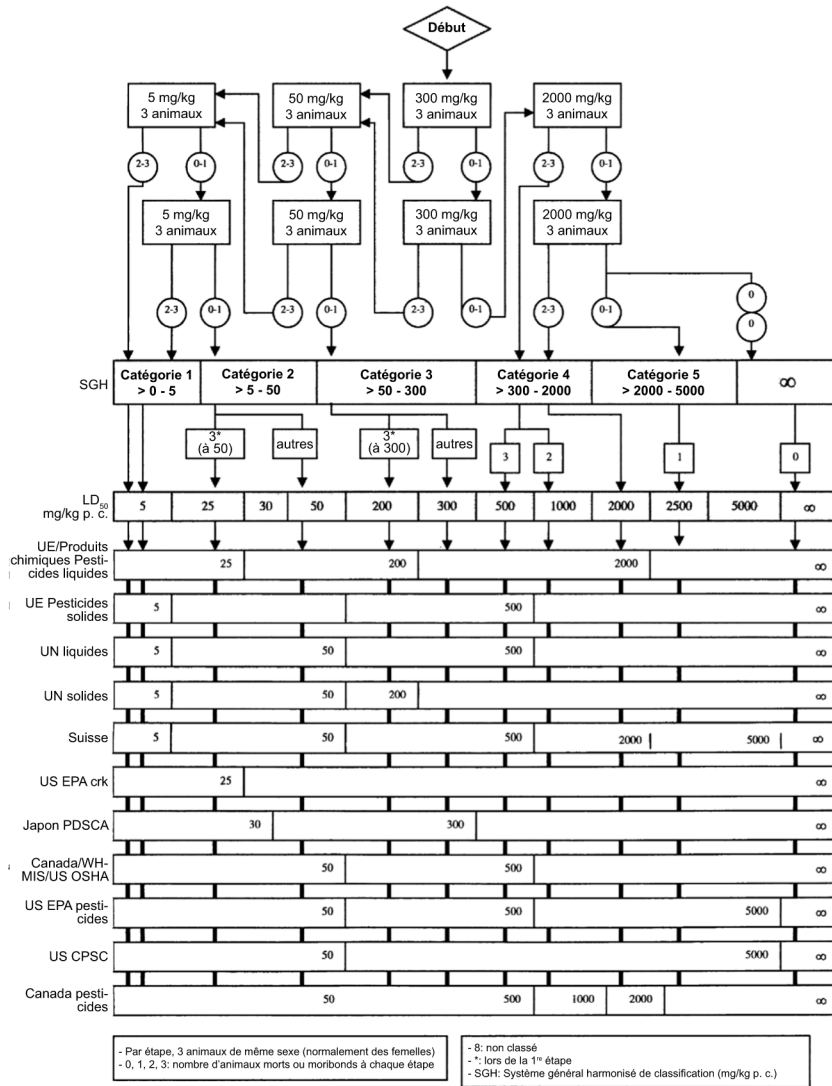 Début
5 mg/kg
3 animaux
50 mg/kg
3 animaux
300 mg/kg
3 animaux
2000 mg/kg
3 animaux
2-3 0-1 2-3 0-1 2-3 0-1 2-3 0-1
5 mg/kg
3 animaux
50 mg/kg
3 animaux
300 mg/kg
3 animaux
2000 mg/kg
3 animaux
0
2-3 0-1 2-3 0-1 2-3 0-1 2-3 0-1 0
SGH
Catégorie 1
> 0 - 5
Catégorie 2
> 5 - 50
Catégorie 3
> 50 - 300
Catégorie 4
> 300 - 2000
Catégorie 5
> 2000 - 5000
∞
3*
(à 50)
autres
3*
(à 300)
autres
3 2 1 0
LD50
mg/kg p. c.
5 25 30 50 200 300 500 1000 2000 2500 5000 ∞
UE/Produits
chimiques Pesti-
cides liquides
25 200 2000 ∞
UE Pesticides
solides
5 500 ∞
UN liquides
5 50 500 ∞
UN solides
5 50 200 ∞
Suisse
5 50 500 2000 5000 ∞
US EPA crk
25 ∞
Japon PDSCA
30 300 ∞
Canada/WH-
MIS/US OSHA
50 500 ∞
US EPA pesti-
cides
50 500 5000 ∞
US CPSC
50 5000 ∞
Canada pesti-
cides
50 500 1000 2000 ∞
- Par étape, 3 animaux de même sexe (normalement des femelles)
- 0, 1, 2, 3: nombre d'animaux morts ou moribonds à chaque étape
- 8: non classé
- *: lors de la 1re étape
- SGH: Système général harmonisé de classification (mg/kg p. c.)